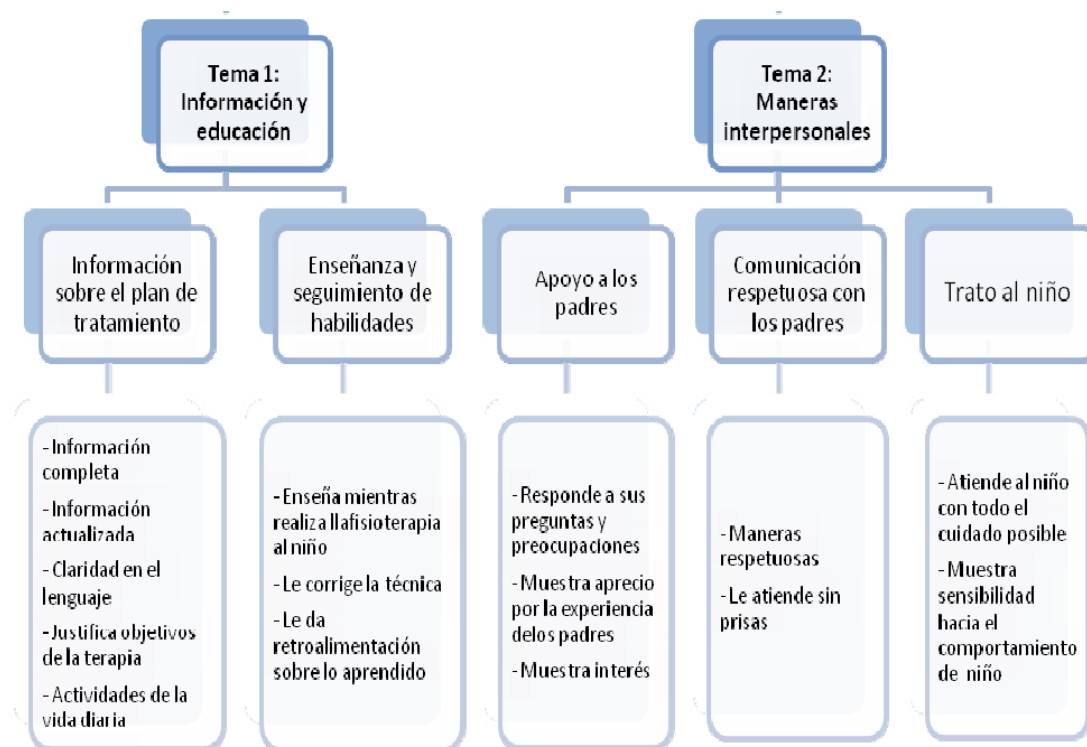 Tema 1:
Información y
educación
Tema 2:
Maneras
interpersonales
Información
sobre el plan de
tratamiento
Enseñanza y
seguimiento de
habilidades
Apoyo a los
padres
Comunicación
respetuosa con
los padres
Trato al niño
- Información
completa
- Información
actualizada
- Claridad en el
lenguaje
- Justifica objetivos
de la terapia
- Actividades de la
vida diaria
- Enseña mientras
realiza llafisioterapia
al niño
- Le corrige la técnica
- Le da
retroalimentación
sobre lo aprendido
- Responde a sus
preguntas y
preocupaciones
- Muestra aprecio
por la experiencia
delos padres
- Muestra interés
- Maneras
respetuosas
- Le atiende sin
prisas
- Atiende al niño
con todo el
cuidado posible
- Muestra
sensibilidad
hacia el
comportamiento
de niño